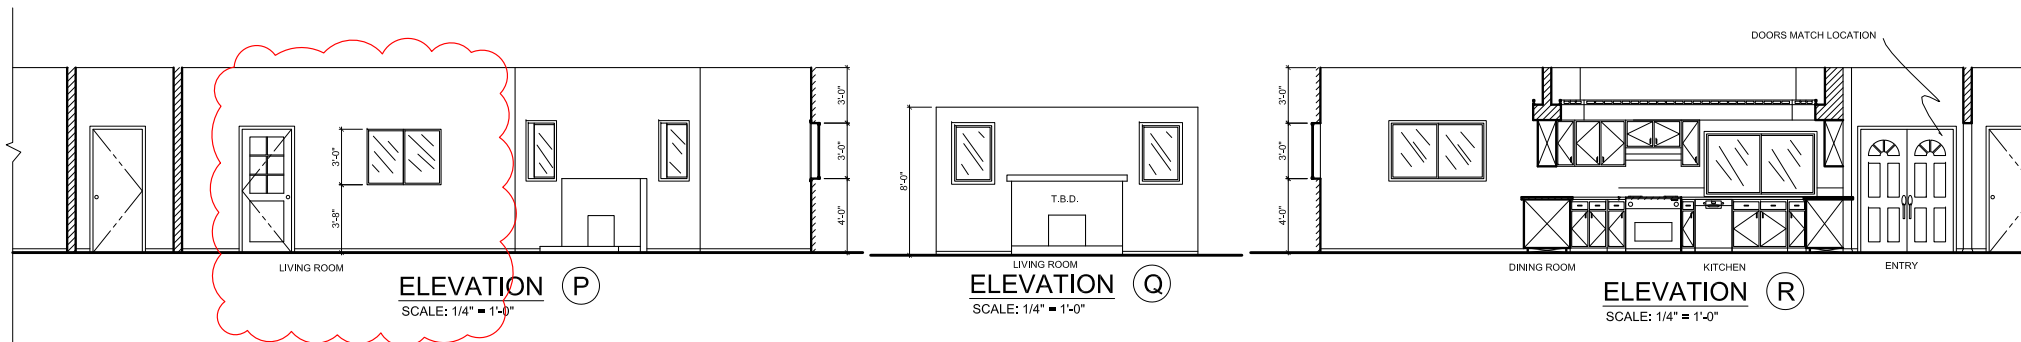 DOORS MATCH LOCATION
3'-0"
3'-8"
3'-0"
3'-0"
4'-0"
LIVING ROOM
ELEVATION P
SCALE: 1/4" = 1'-0"
8'-0"
T.B.D.
LIVING ROOM
ELEVATION Q
SCALE: 1/4" = 1'-0"
3'-0"
3'-0"
4'-0"
DINING ROOM
KITCHEN
ENTRY
ELEVATION R
SCALE: 1/4" = 1'-0"